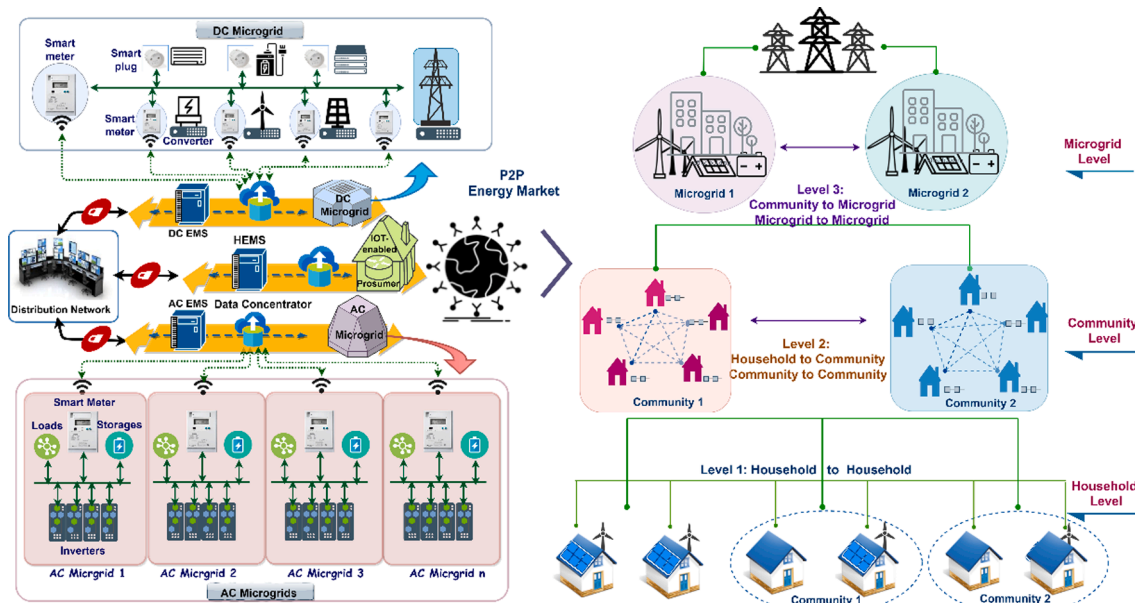 DC Microgrid
Smart
meter
Smart
plug
Smart
meter
Converter
DC
Microgrid
DC EMS
HEMS
IOT-enabled
Prosumer
Distribution Network
Data Concentrator
AC EMS
AC
Microgrid
P2P
Energy Market
Smart Meter
Loads
Storages
Inverters
AC Micrgrid 1
AC Micrgrid 2
AC Micrgrid 3
AC Micrgrid n
AC Microgrids
Microgrid 1
Microgrid 2
Microgrid
Level
Level 3:
Community to Microgrid
Microgrid to Microgrid
Community
Level
Level 2:
Household to Community
Community to Community
Community 1
Community 2
Level 1: Household to Household
Household
Level
Community 1
Community 2